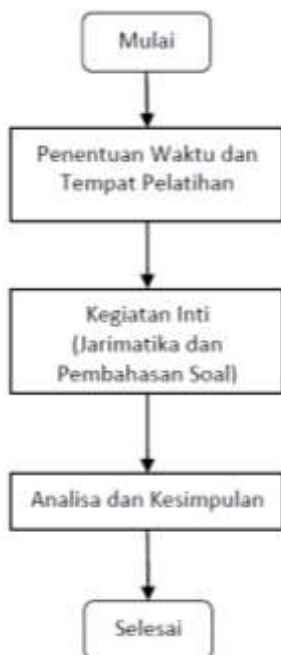 Mulai
Penentuan Waktu dan
Tempat Pelatihan
Kegiatan Inti
(Jarimatika dan
Pembahasan Soal)
Analisa dan Kesimpulan
Selesai